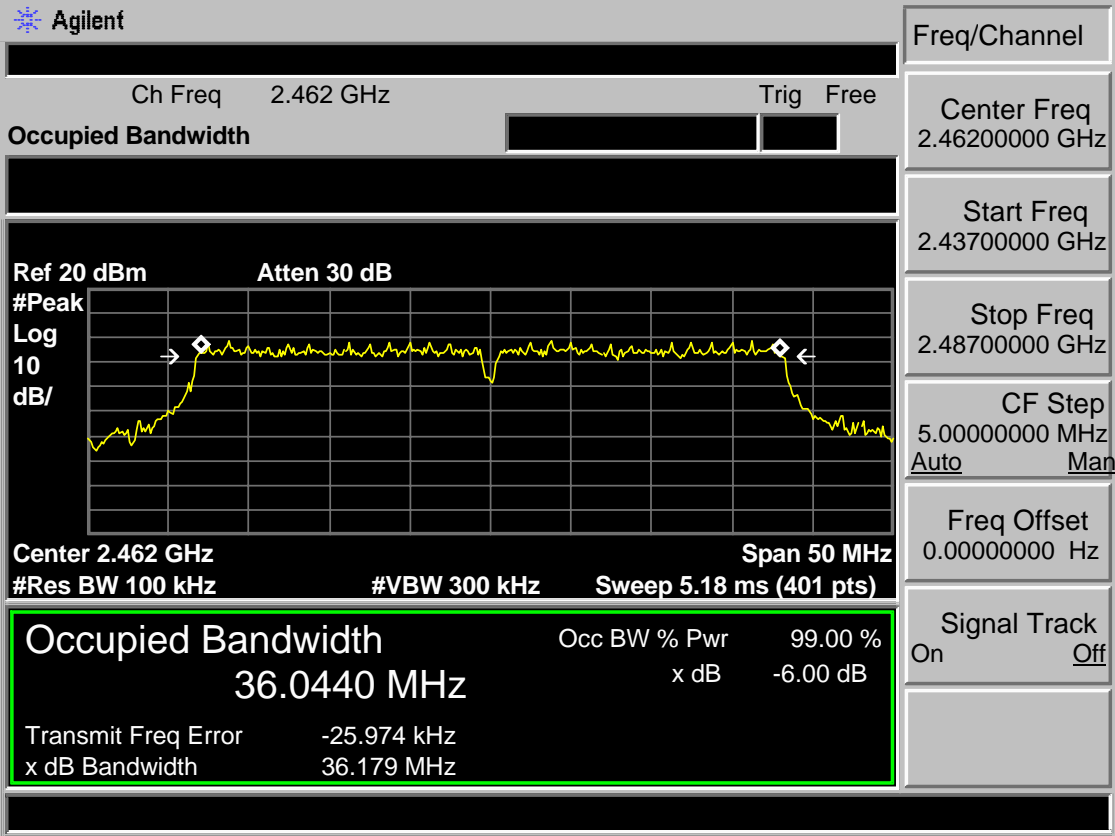 Agilent
Ch Freq 2.462 GHz Trig Free
Occupied Bandwidth
Ref 20 dBm Atten 30 dB
#Peak
Log
10
dB/
Center 2.462 GHz Span 50 MHz
#Res BW 100 kHz #VBW 300 kHz Sweep 5.18 ms (401 pts)
Occupied Bandwidth
36.0440 MHz
Occ BW % Pwr 99.00 %
x dB -6.00 dB
Transmit Freq Error -25.974 kHz
x dB Bandwidth 36.179 MHz
Freq/Channel
Center Freq
2.46200000 GHz
Start Freq
2.43700000 GHz
Stop Freq
2.48700000 GHz
CF Step
5.00000000 MHz
Auto Man
Freq Offset
0.00000000 Hz
Signal Track
On Off